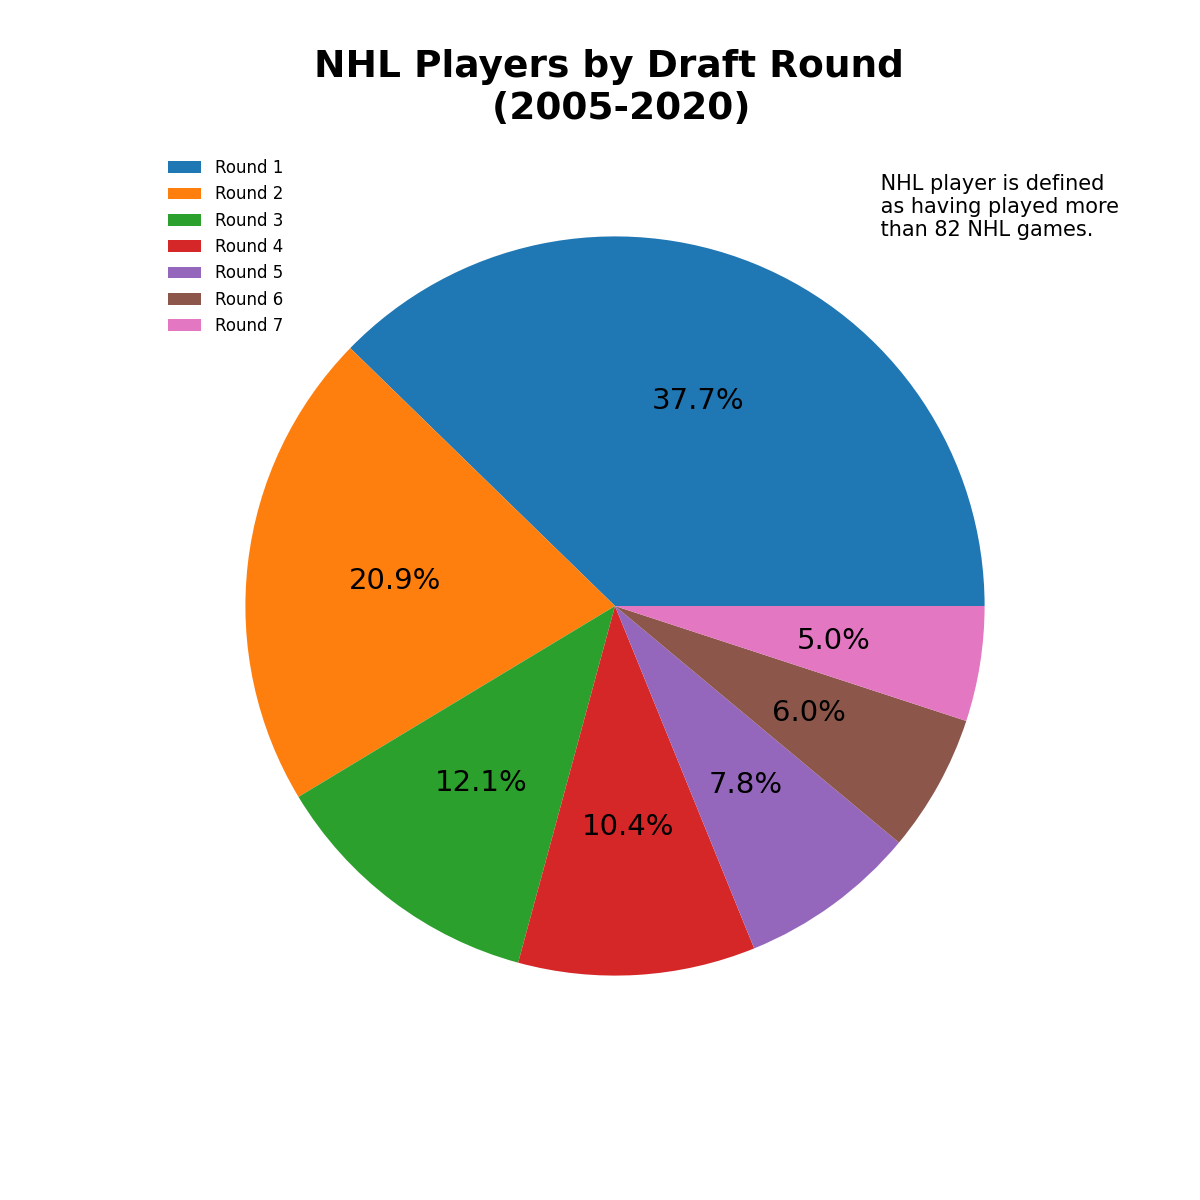 NHL Players by Draft Round
(2005-2020)
Round 1
Round 2
Round 3
Round 4
Round 5
Round 6
Round 7
NHL player is defined
as having played more
than 82 NHL games.
37.7%
20.9%
12.1%
10.4%
7.8%
6.0%
5.0%